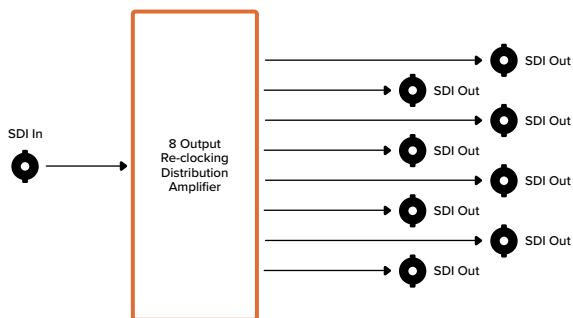 SDI In
8 Output
Re-clocking
Distribution
Amplifier
SDI Out
SDI Out
SDI Out
SDI Out
SDI Out
SDI Out
SDI Out
SDI Out